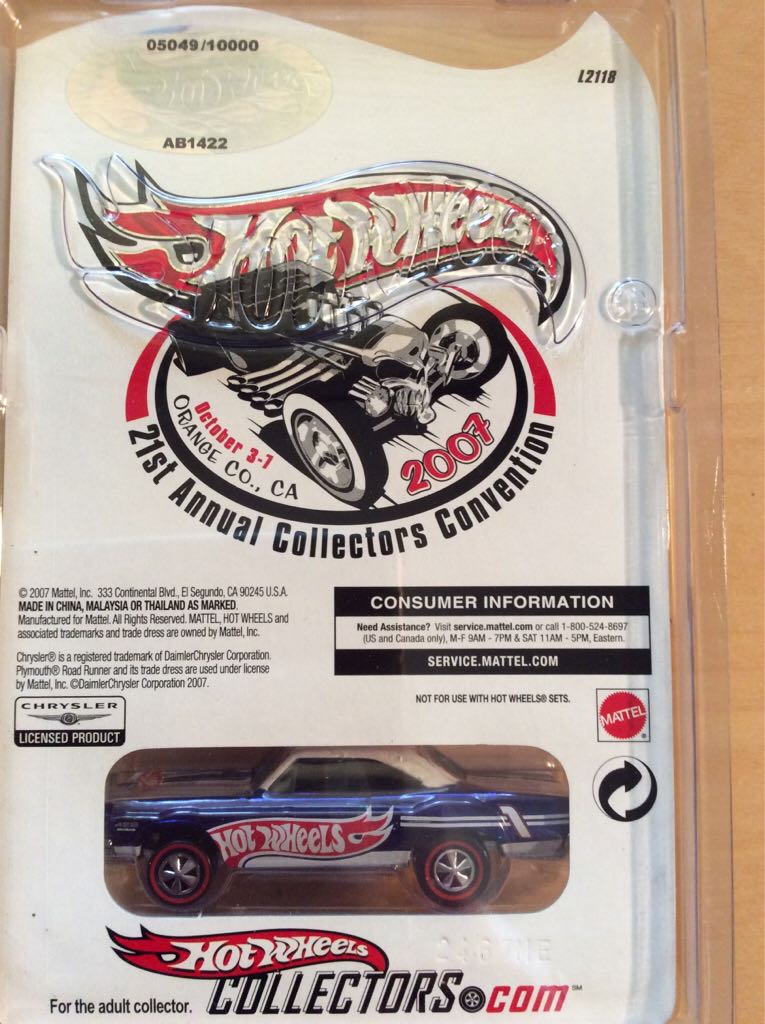 05049/10000
Hot Wheels
AB1422
L2118
Hot Wheels
October 3-7
ORANGE CO., CA
2007
21st Annual Collectors Convention
© 2007 Mattel, Inc. 333 Continental Blvd., El Segundo, CA 90245 U.S.A.
MADE IN CHINA, MALAYSIA OR THAILAND AS MARKED.
Manufactured for Mattel. All Rights Reserved. MATTEL, HOT WHEELS and
associated trademarks and trade dress are owned by Mattel, Inc.
Chrysler® is a registered trademark of DaimlerChrysler Corporation.
Plymouth® Road Runner and its trade dress are used under license
by Mattel, Inc. ©DaimlerChrysler Corporation 2007.
CHRYSLER
LICENSED PRODUCT
CONSUMER INFORMATION
Need Assistance? Visit service.mattel.com or call 1-800-524-8697
(US and Canada only), M-F 9AM - 7PM & SAT 11AM - 5PM, Eastern.
SERVICE.MATTEL.COM
NOT FOR USE WITH HOT WHEELS® SETS.
MATTEL®
HOT WHEELS
1
HOT WHEELS
COLLECTORS.COM℠
For the adult collector.